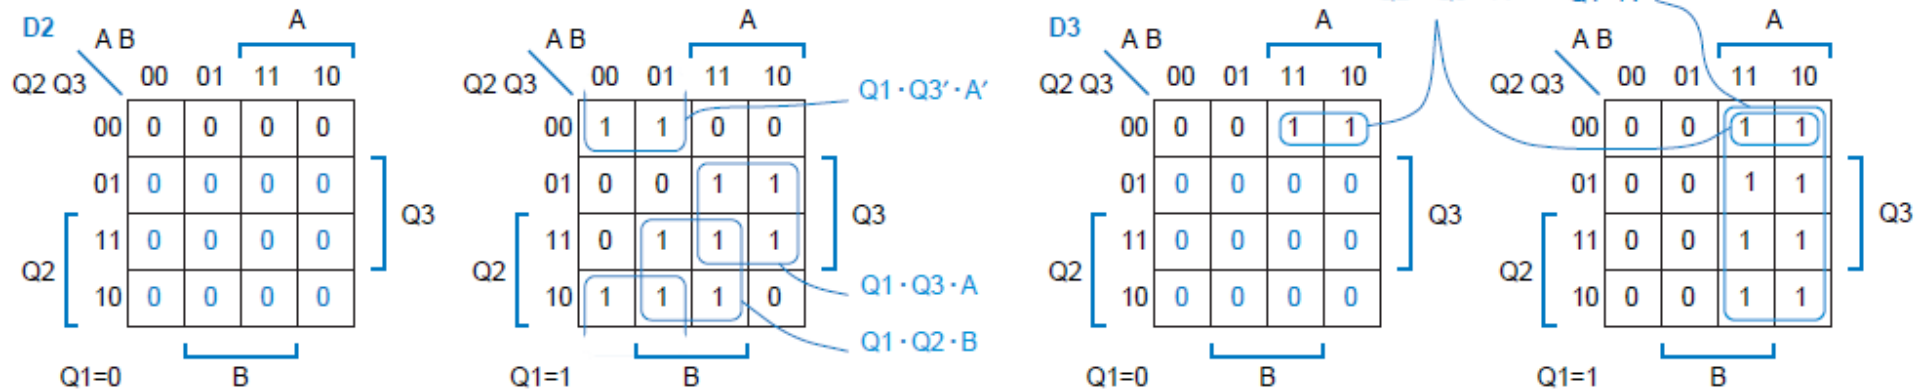 D2
A B
A
Q2 Q3
00 01 11 10
00 0 0 0 0
01 0 0 0 0
11 0 0 0 0
10 0 0 0 0
Q3
Q2
Q1=0
B
A B
A
Q2 Q3
00 01 11 10
00 1 1 0 0
01 0 0 1 1
11 0 1 1 1
10 1 1 1 0
Q3
Q2
Q1=1
B
Q1 · Q3′ · A′
Q1 · Q3 · A
Q1 · Q2 · B
D3
A B
A
Q2 Q3
00 01 11 10
00 0 0 1 1
01 0 0 0 0
11 0 0 0 0
10 0 0 0 0
Q3
Q2
Q1=0
B
A B
A
Q2 Q3
00 01 11 10
00 0 0 1 1
01 0 0 1 1
11 0 0 1 1
10 0 0 1 1
Q3
Q2
Q1=1
B